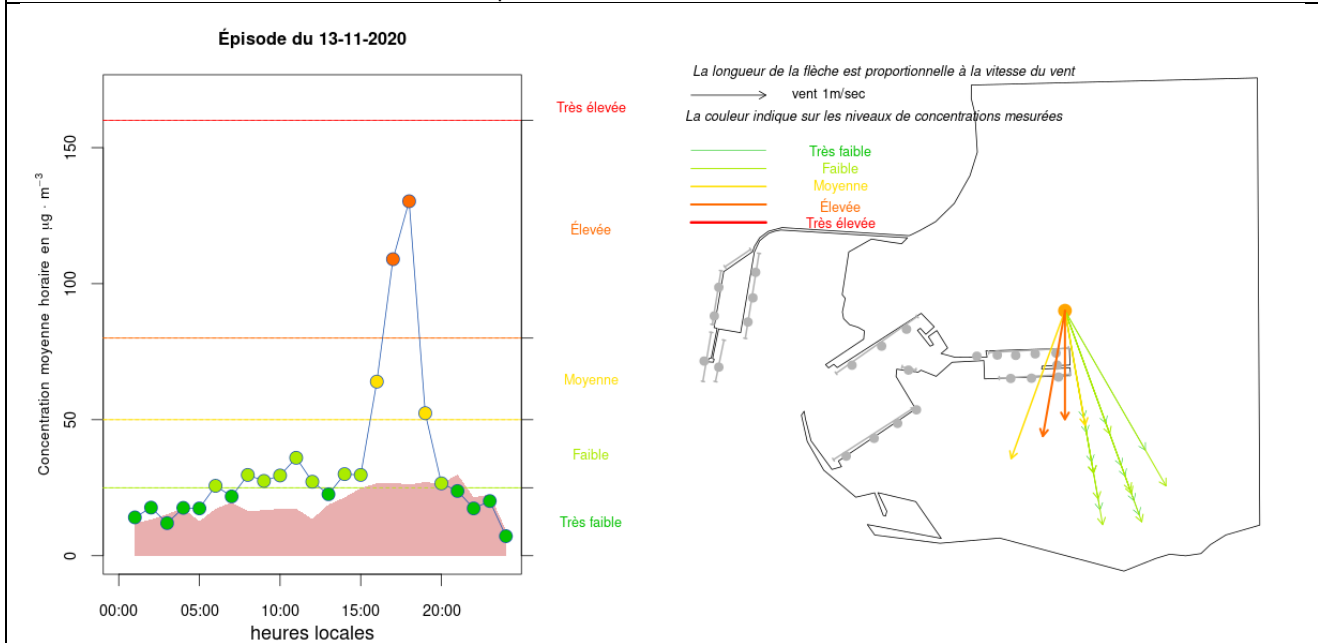 Épisode du 13-11-2020
Concentration moyenne horaire en µg · m⁻³
0
50
100
150
00:00
05:00
10:00
15:00
20:00
heures locales
Très élevée
Élevée
Moyenne
Faible
Très faible
La longueur de la flèche est proportionnelle à la vitesse du vent
vent 1m/sec
La couleur indique sur les niveaux de concentrations mesurées
Très faible
Faible
Moyenne
Élevée
Très élevée